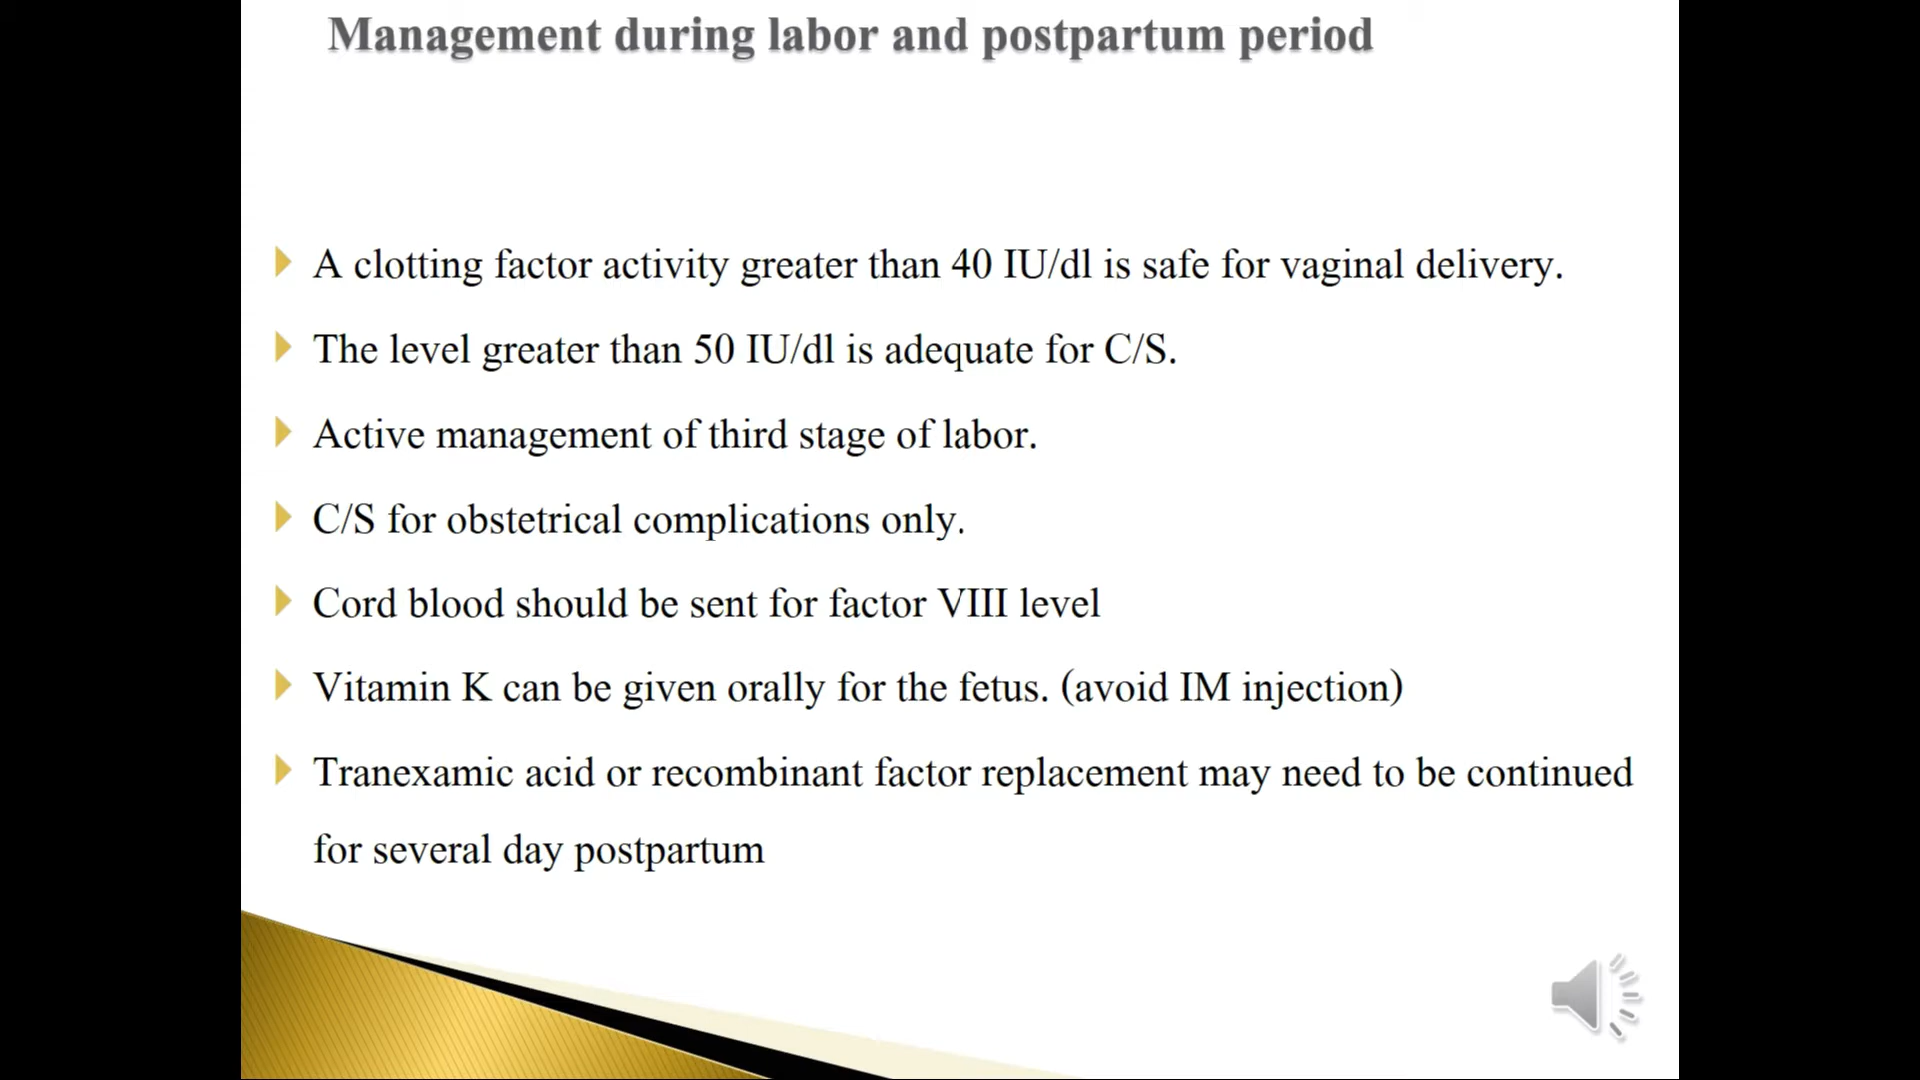 Management during labor and postpartum period
A clotting factor activity greater than 40 IU/dl is safe for vaginal delivery.
The level greater than 50 IU/dl is adequate for C/S.
Active management of third stage of labor.
C/S for obstetrical complications only.
Cord blood should be sent for factor VIII level
Vitamin K can be given orally for the fetus. (avoid IM injection)
Tranexamic acid or recombinant factor replacement may need to be continued
for several day postpartum